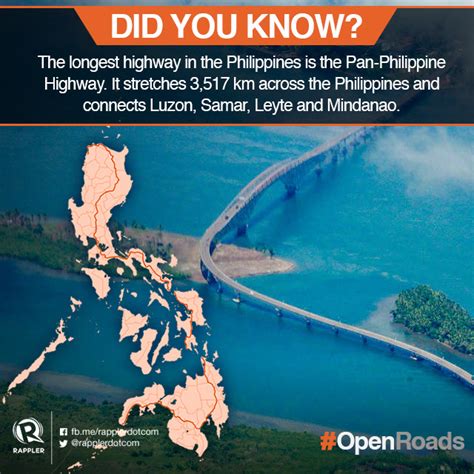 DID YOU KNOW?
The longest highway in the Philippines is the Pan-Philippine
Highway. It stretches 3,517 km across the Philippines and
connects Luzon, Samar, Leyte and Mindanao.
R
RAPPLER
fb.me/rapplerdotcom
@rapplerdotcom
#OpenRoads